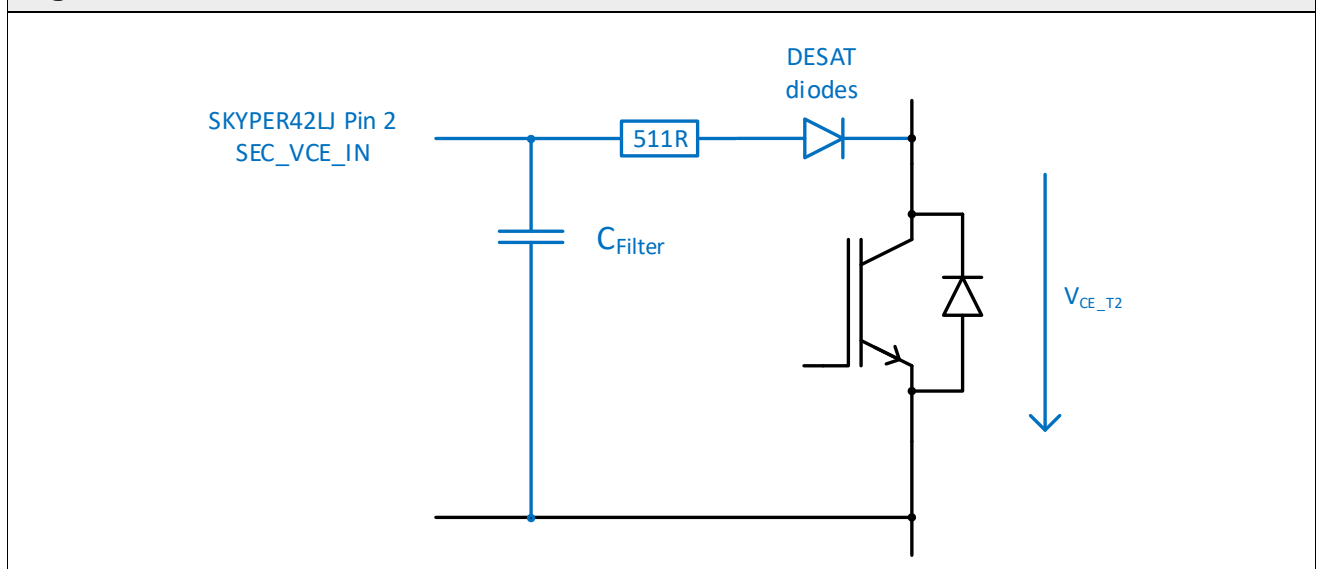 DESAT
diodes
SKYPER42LJ Pin 2
SEC_VCE_IN
511R
CFilter
VCE_T2